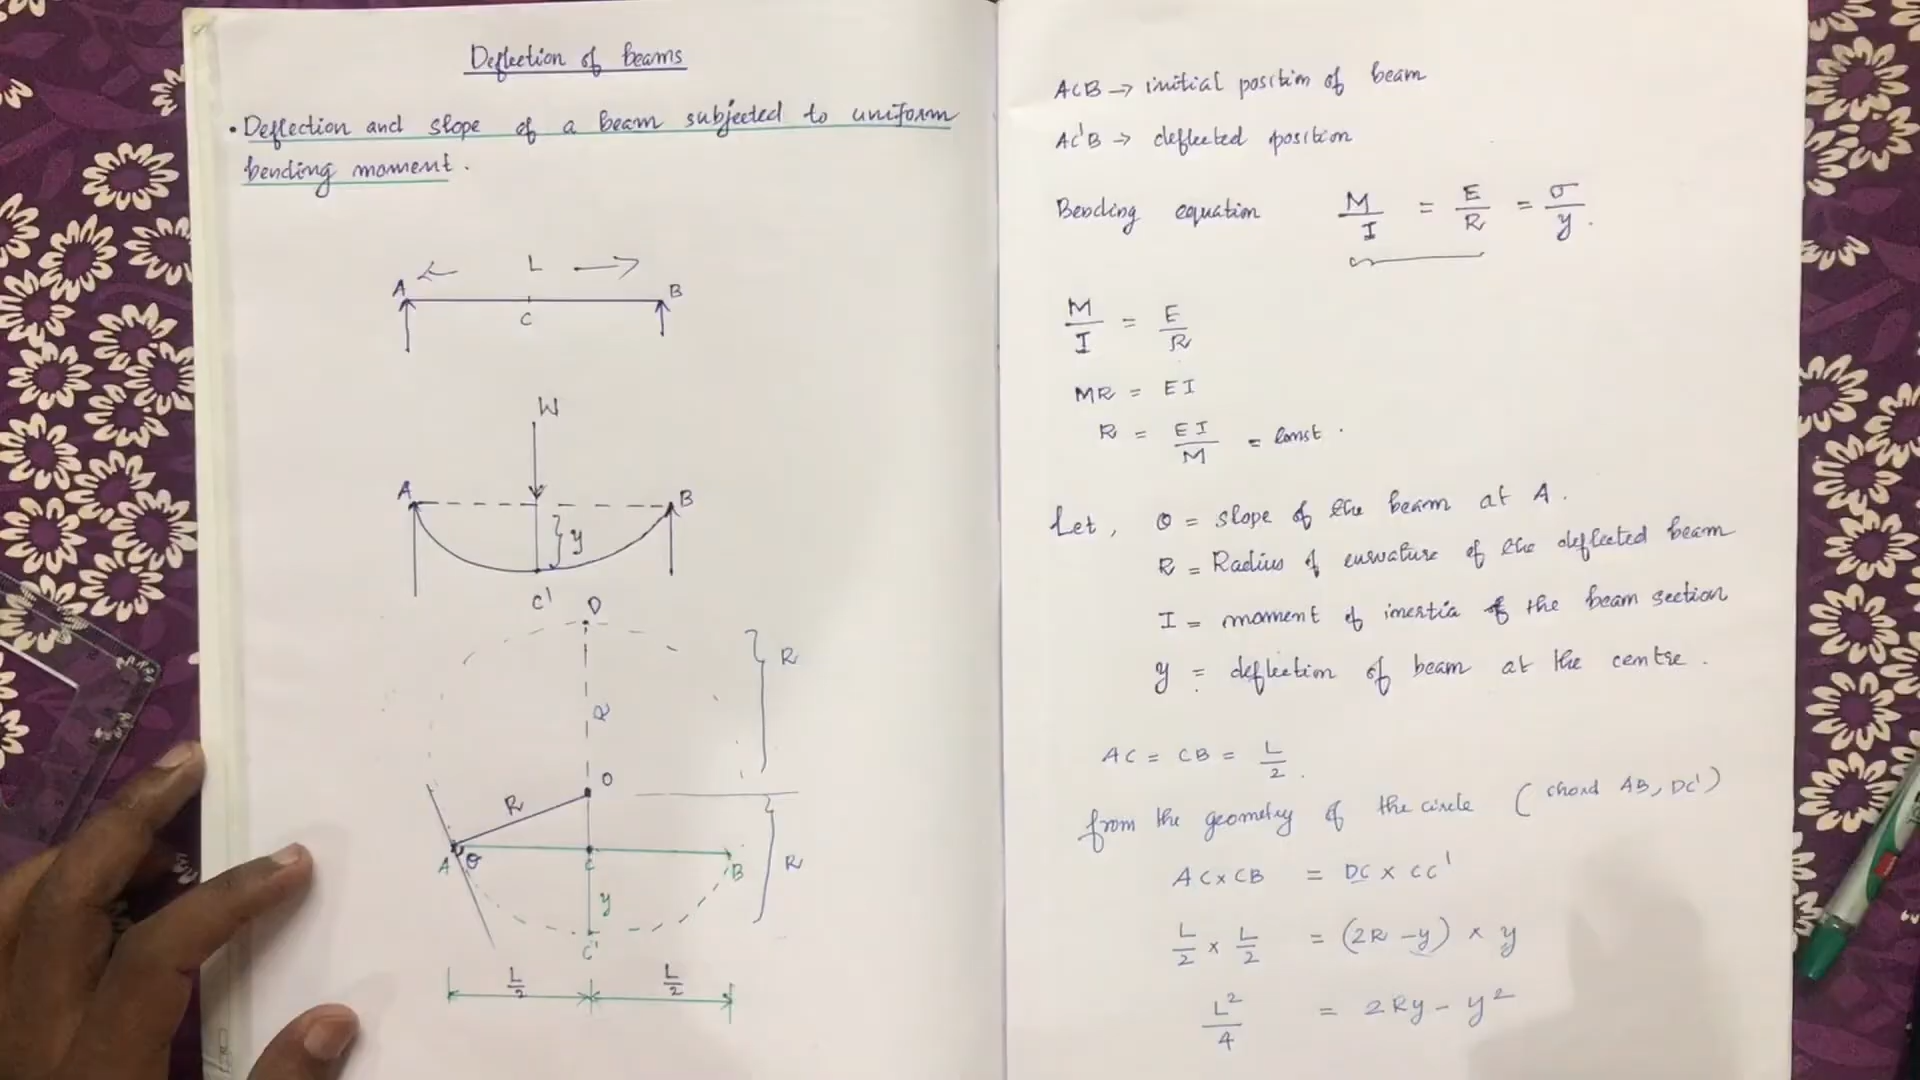 Deflection of beams
• Deflection and slope of a beam subjected to uniform
bending moment.
L
A
B
C
W
A
B
y
C'
D
R
R
O
R
R
A
θ
C
B
y
C'
L/2
L/2
ACB → initial position of beam
AC'B → deflected position
Bending equation M/I = E/R = σ/y.
M/I = E/R
MR = EI
R = EI/M = const.
Let, θ = slope of the beam at A.
R = Radius of curvature of the deflected beam
I = moment of inertia of the beam section
y = deflection of beam at the centre.
AC = CB = L/2.
from the geometry of the circle (chord AB, DC')
AC x CB = DC x CC'
L/2 x L/2 = (2R - y) x y
L²/4 = 2Ry - y²